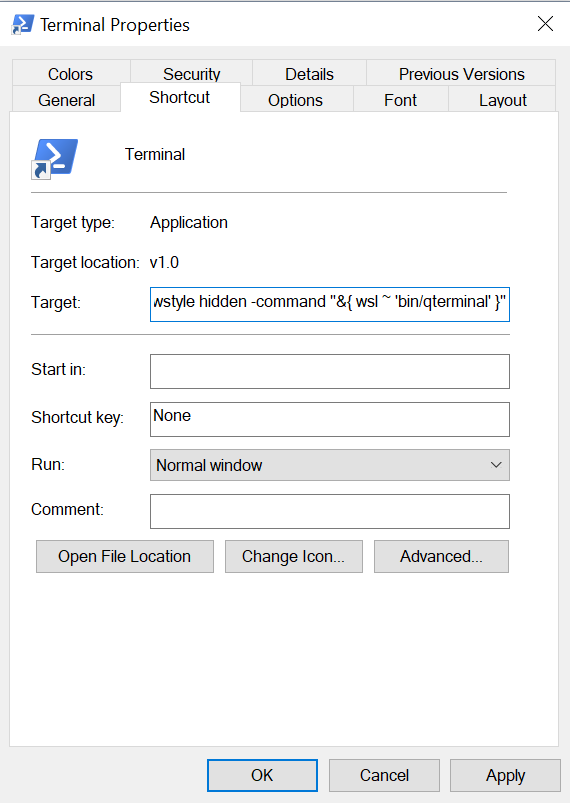 Terminal Properties
Colors Security Details Previous Versions
General Shortcut Options Font Layout
Terminal
Target type: Application
Target location: v1.0
Target: wstyle hidden -command "&{ wsl ~ 'bin/qterminal' }"
Start in:
Shortcut key: None
Run: Normal window
Comment:
Open File Location Change Icon... Advanced...
OK Cancel Apply